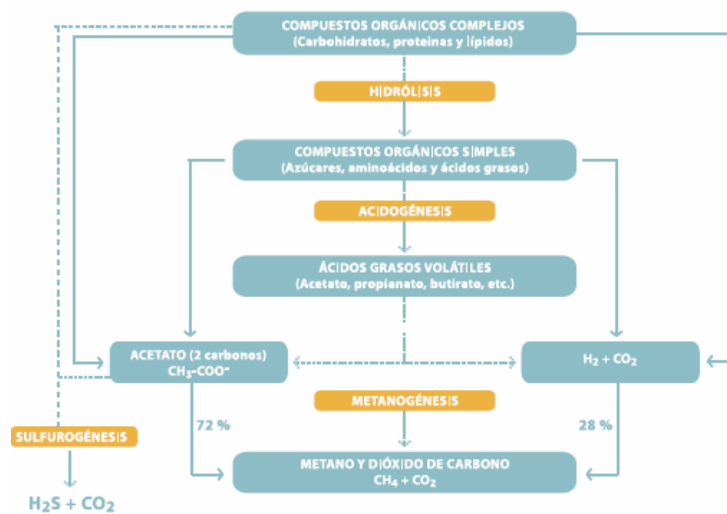 COMPUESTOS ORGÁNICOS COMPLEJOS
(Carbohidratos, proteinas y lípidos)
HIDRÓLISIS
COMPUESTOS ORGÁNICOS SIMPLES
(Azúcares, aminoácidos y ácidos grasos)
ACIDOGÉNESIS
ÁCIDOS GRASOS VOLÁTILES
(Acetato, propianato, butirato, etc.)
ACETATO (2 carbonos)
CH₃-COO⁻
H₂ + CO₂
METANOGÉNESIS
72 %
28 %
SULFUROGÉNESIS
METANO Y DIÓXIDO DE CARBONO
CH₄ + CO₂
H₂S + CO₂